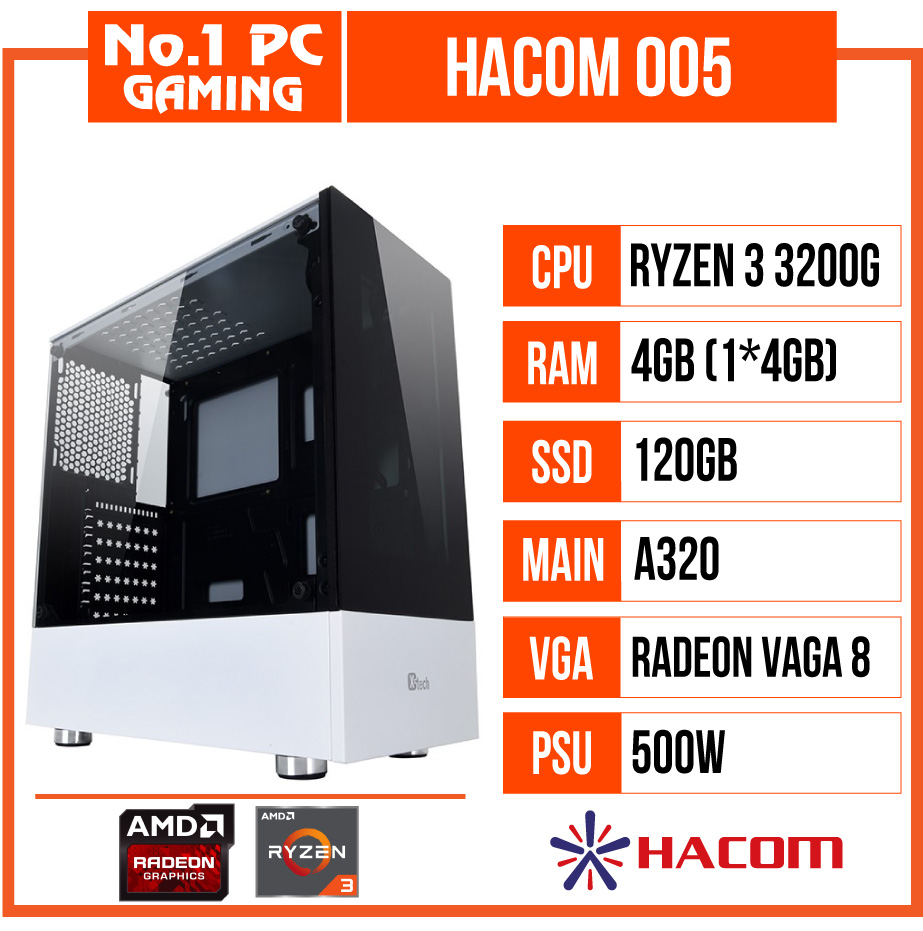 No.1 PC
GAMING
HACOM 005
CPU RYZEN 3 3200G
RAM 4GB (1*4GB)
SSD 120GB
MAIN A320
VGA RADEON VAGA 8
PSU 500W
Xtech
AMD
RADEON
GRAPHICS
AMD
RYZEN
3
HACOM